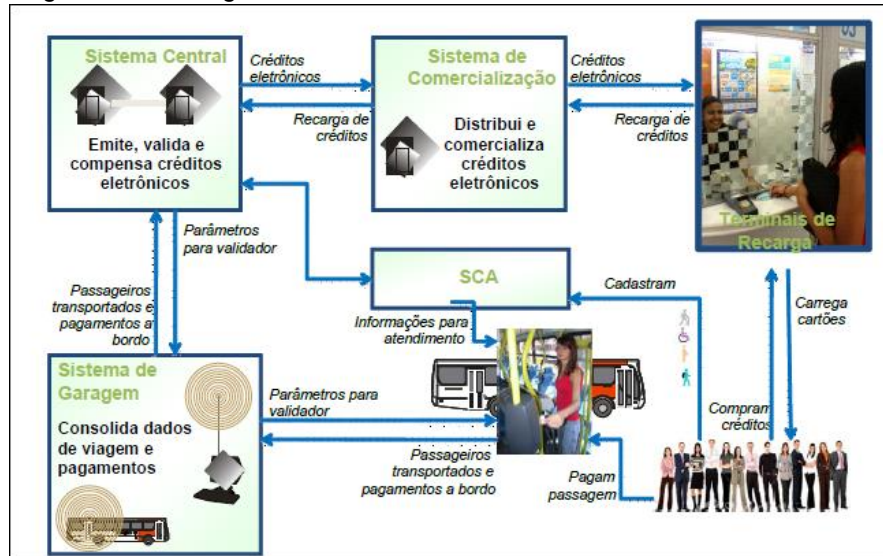 Sistema Central
Emite, valida e
compensa créditos
eletrônicos
Créditos
eletrônicos
Recarga de
créditos
Sistema de
Comercialização
Distribui e
comercializa
créditos
eletrônicos
Créditos
eletrônicos
Recarga de
créditos
Terminais de
Recarga
Parâmetros
para validador
Passageiros
transportados e
pagamentos a
bordo
SCA
Informações para
atendimento
Cadastram
Carrega
cartões
Compram
créditos
Sistema de
Garagem
Consolida dados
de viagem e
pagamentos
Parâmetros para
validador
Passageiros
transportados e
pagamentos a bordo
Pagam
passagem